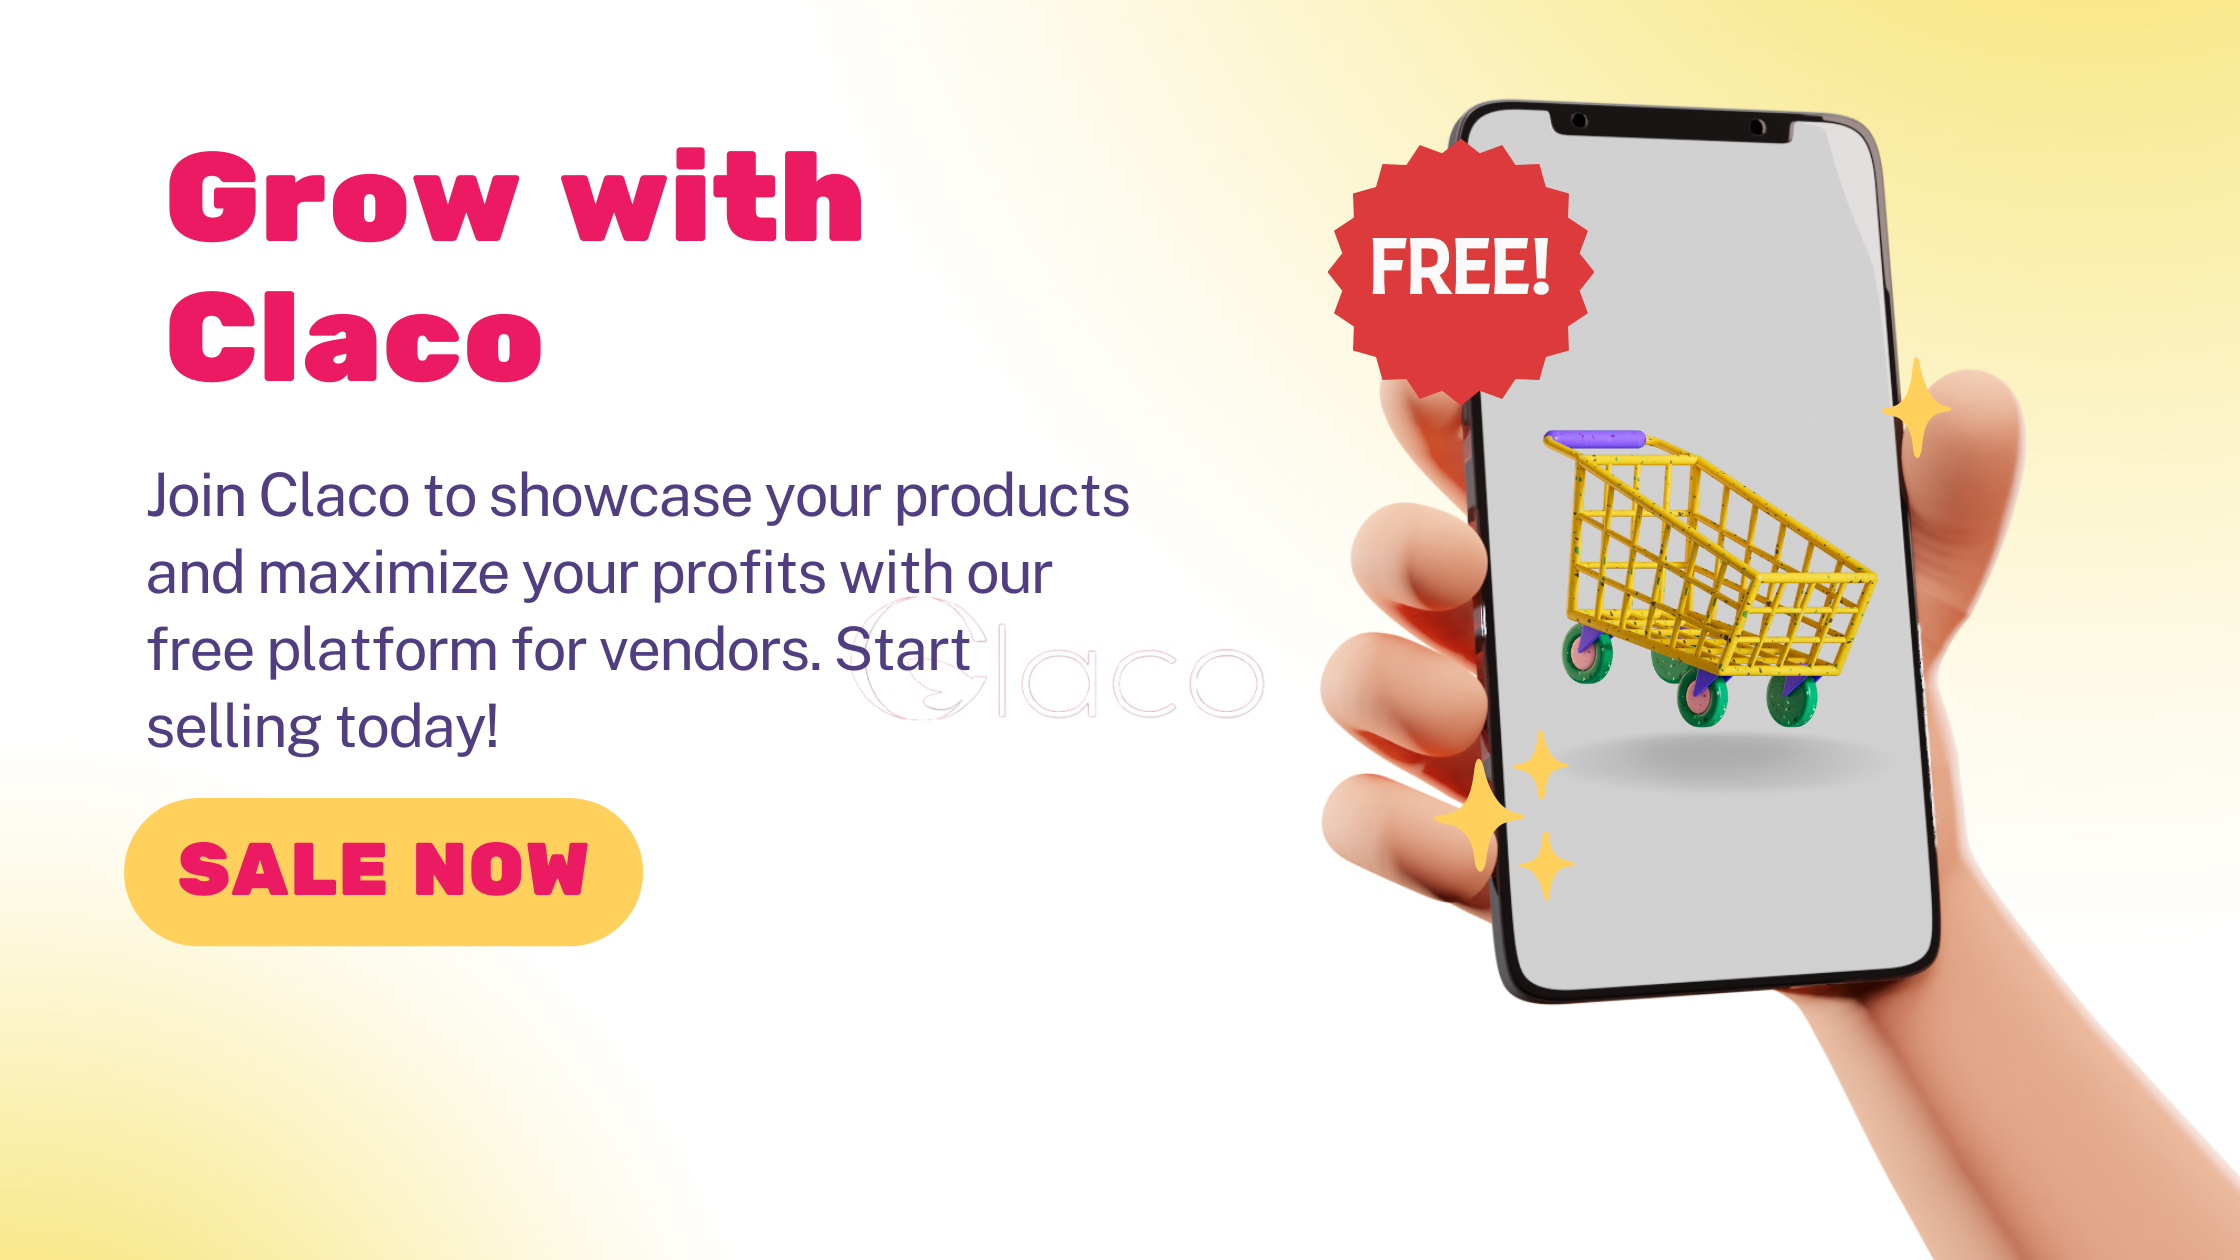 Grow with
Claco
Join Claco to showcase your products
and maximize your profits with our
free platform for vendors. Start
selling today!
SALE NOW
FREE!
Claco